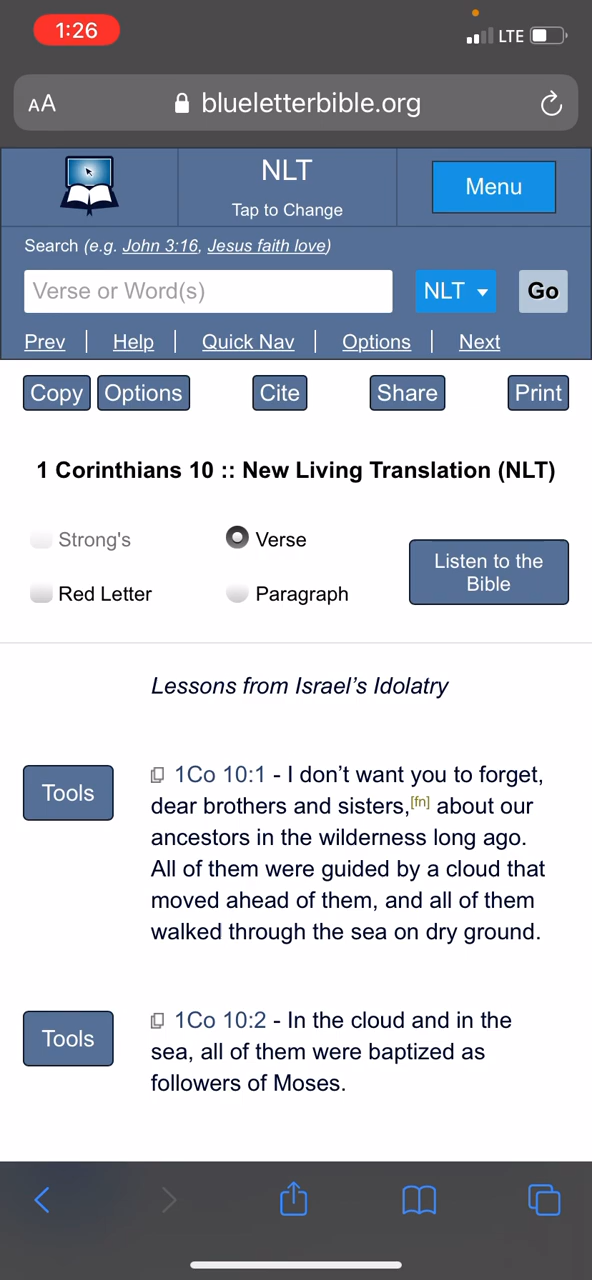 1:26
LTE
AA blueletterbible.org
NLT
Tap to Change
Menu
Search (e.g. John 3:16, Jesus faith love)
Verse or Word(s)
NLT
Go
Prev | Help | Quick Nav | Options | Next
Copy Options Cite Share Print
1 Corinthians 10 :: New Living Translation (NLT)
Strong's Verse
Red Letter Paragraph
Listen to the
Bible
Lessons from Israel’s Idolatry
Tools
1Co 10:1 - I don’t want you to forget,
dear brothers and sisters,[fn] about our
ancestors in the wilderness long ago.
All of them were guided by a cloud that
moved ahead of them, and all of them
walked through the sea on dry ground.
Tools
1Co 10:2 - In the cloud and in the
sea, all of them were baptized as
followers of Moses.